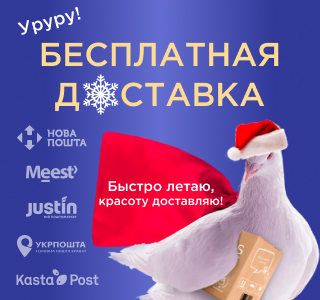 Уруру!
БЕСПЛАТНАЯ
ДОСТАВКА
НОВА
ПОШТА
Meest
justin
УКРПОШТА
Kasta Post
Быстро летаю,
красоту доставляю!